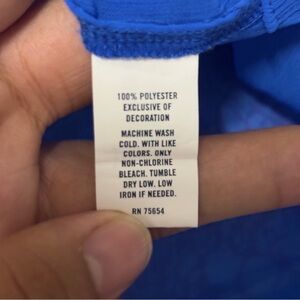 100% POLYESTER
EXCLUSIVE OF
DECORATION
MACHINE WASH
COLD. WITH LIKE
COLORS. ONLY
NON-CHLORINE
BLEACH. TUMBLE
DRY LOW. LOW
IRON IF NEEDED.
RN 75654